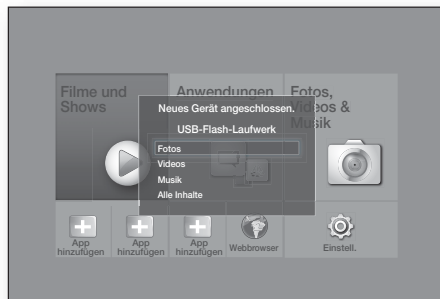 Filme und
Shows
Anwendungen
Fotos,
Videos &
Musik
Neues Gerät angeschlossen.
USB-Flash-Laufwerk
Fotos
Videos
Musik
Alle Inhalte
App
hinzufügen
App
hinzufügen
App
hinzufügen
Webbrowser
Einstell.